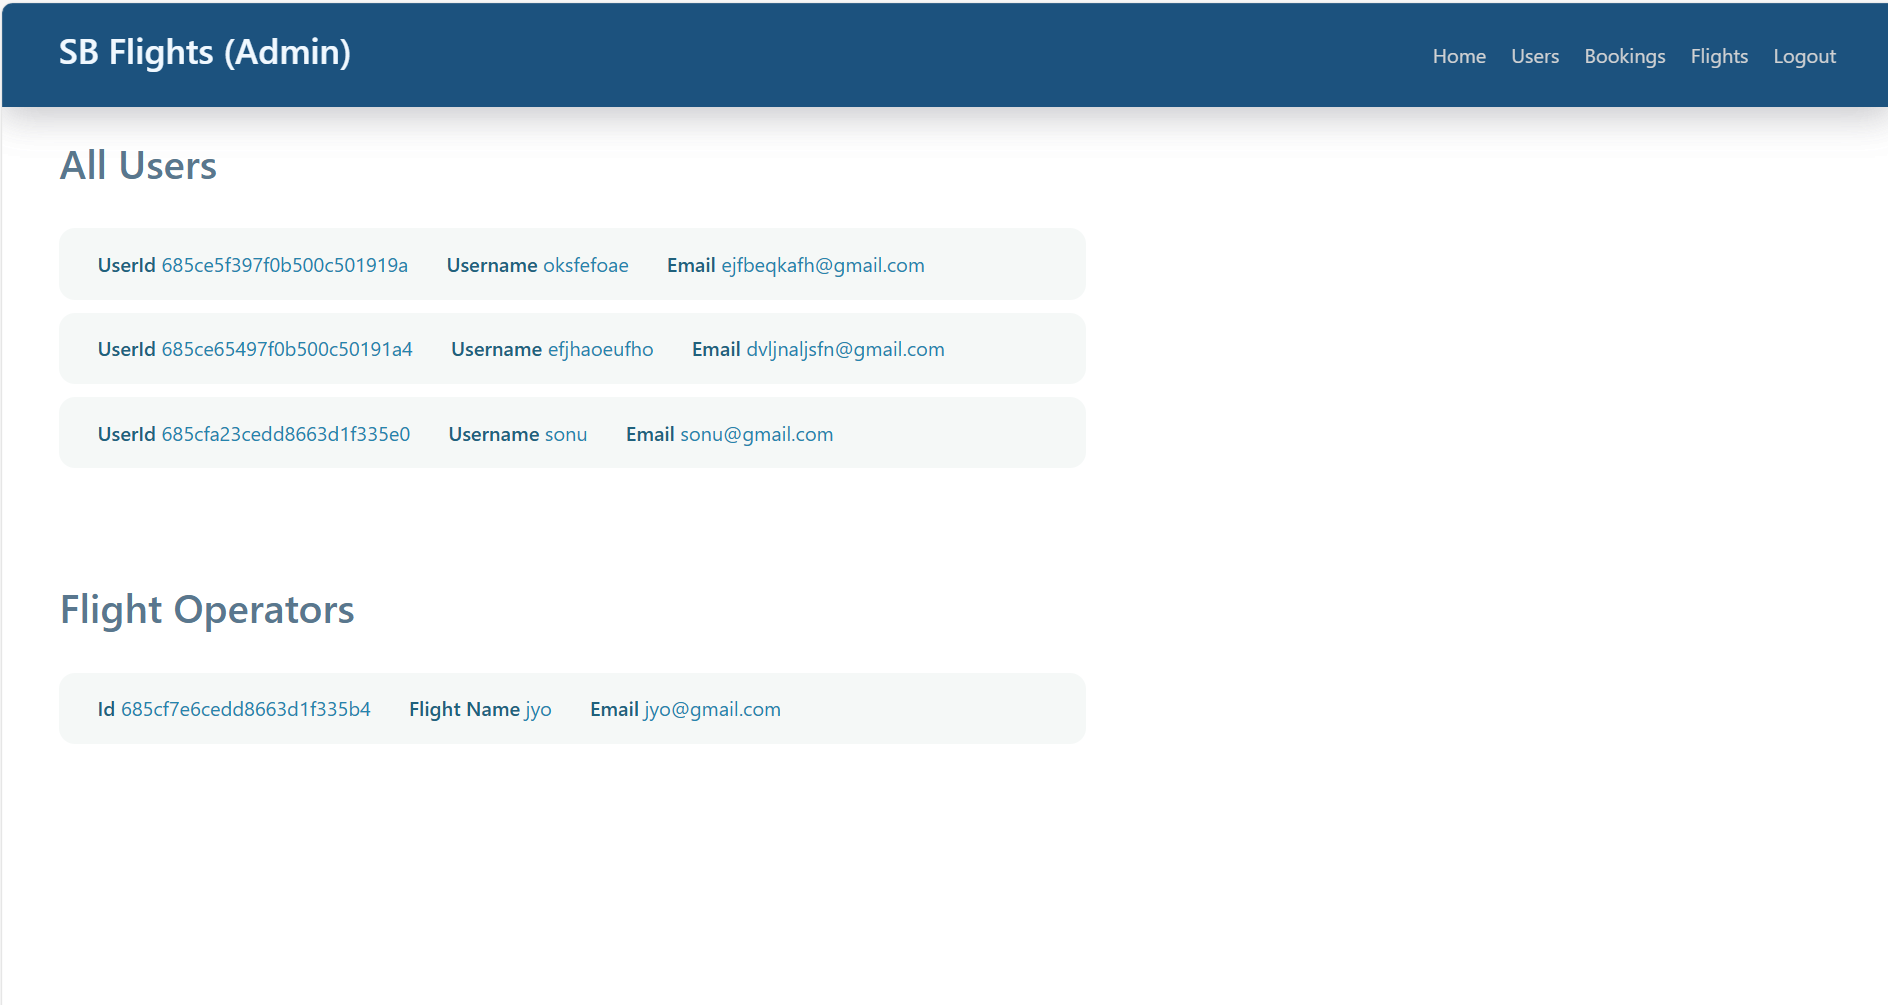 SB Flights (Admin)
Home Users Bookings Flights Logout
All Users
UserId 685ce5f397f0b500c501919a Username oksfefoae Email ejfbeqkafh@gmail.com
UserId 685ce65497f0b500c50191a4 Username efjhaoeufho Email dvljnaljsfn@gmail.com
UserId 685cfa23cedd8663d1f335e0 Username sonu Email sonu@gmail.com
Flight Operators
Id 685cf7e6cedd8663d1f335b4 Flight Name jyo Email jyo@gmail.com